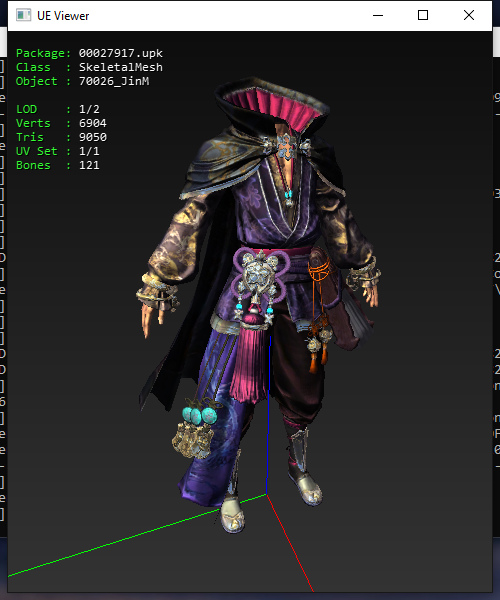 UE Viewer
Package: 00027917.upk
Class  : SkeletalMesh
Object : 70026_JinM
LOD    : 1/2
Verts  : 6904
Tris   : 9050
UV Set : 1/1
Bones  : 121